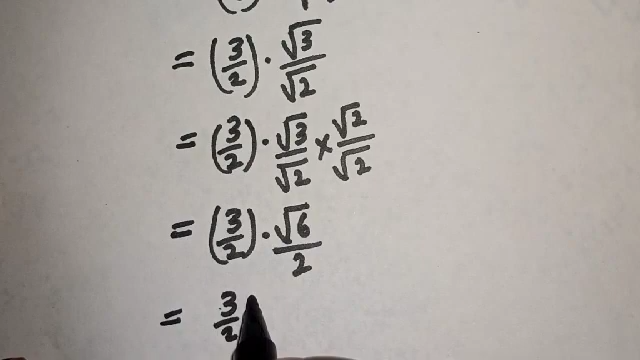 = (3/2) · √3/√2
= (3/2) · √3/√2 × √2/√2
= (3/2) · √6/2
= 3/2